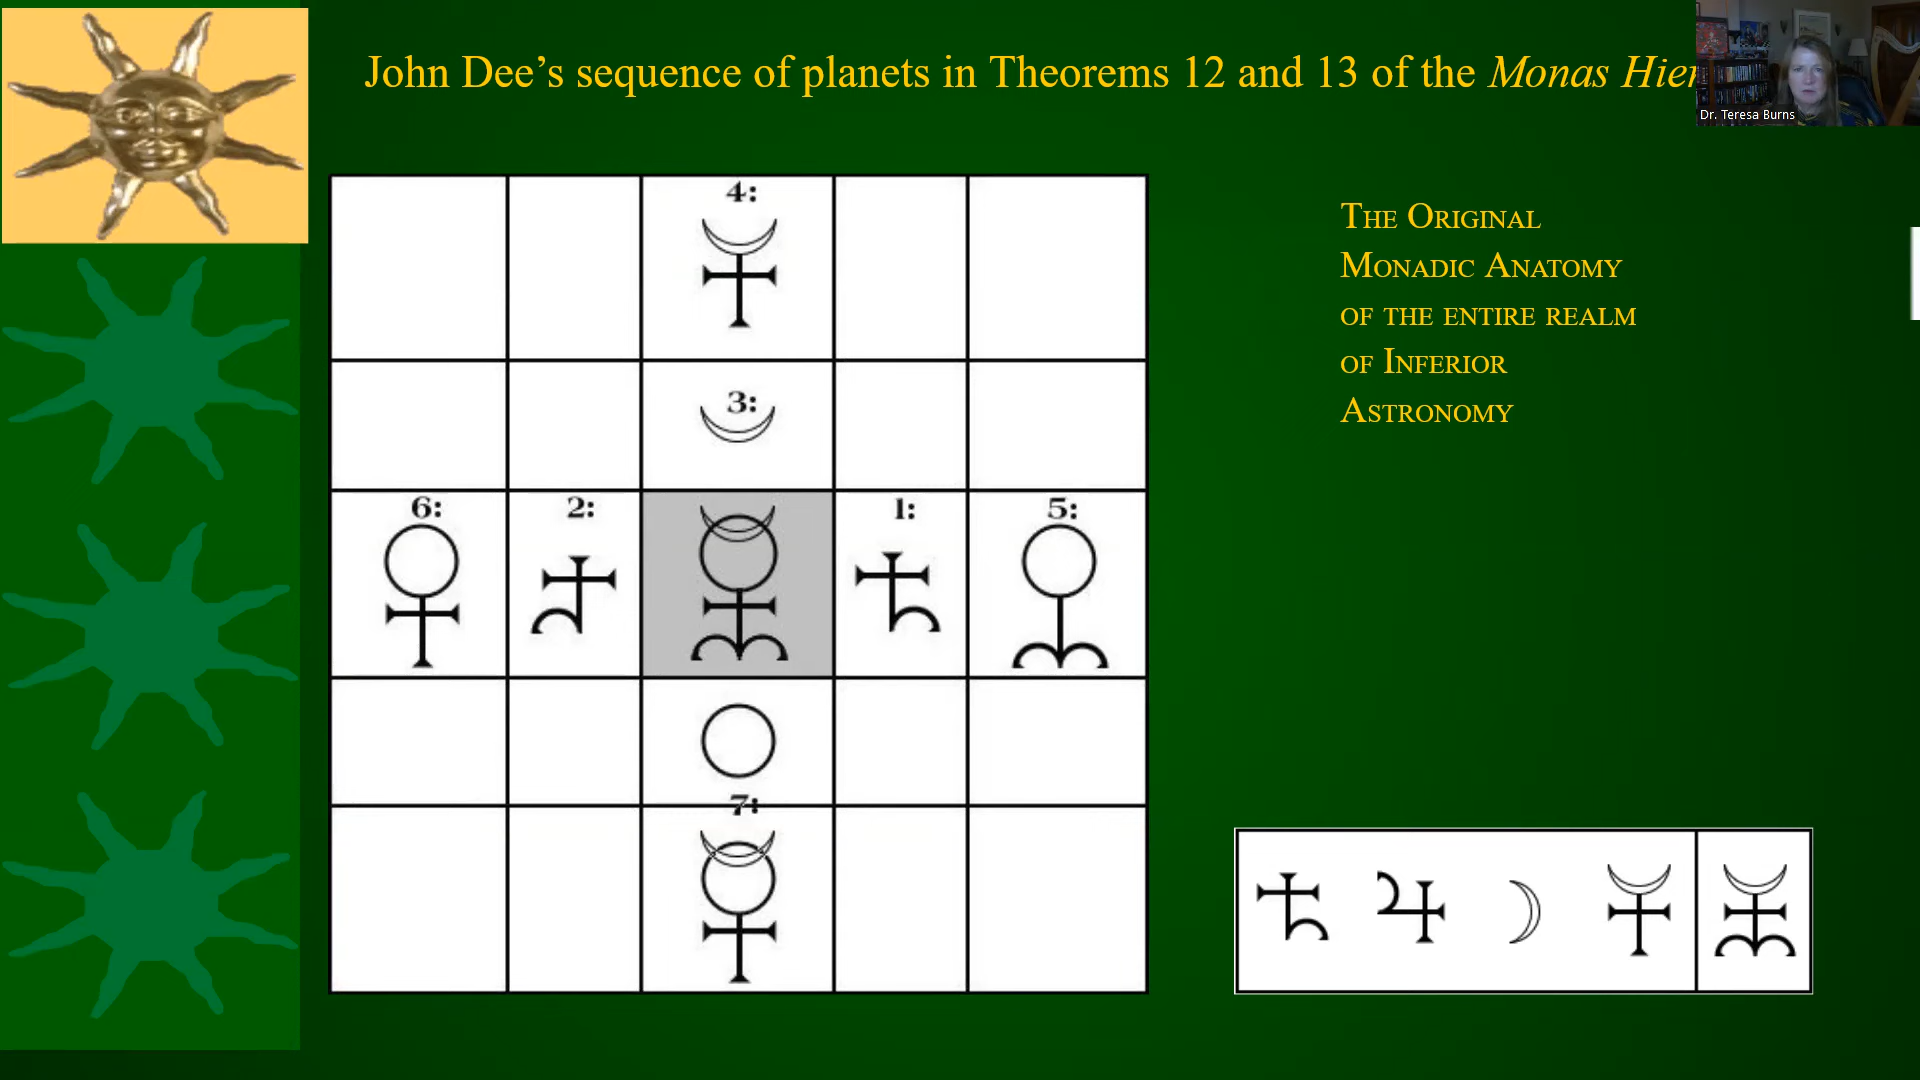 John Dee’s sequence of planets in Theorems 12 and 13 of the Monas Hier
Dr. Teresa Burns
The Original
Monadic Anatomy
of the entire realm
of Inferior
Astronomy
4:
3:
6: 2: 1: 5:
7: